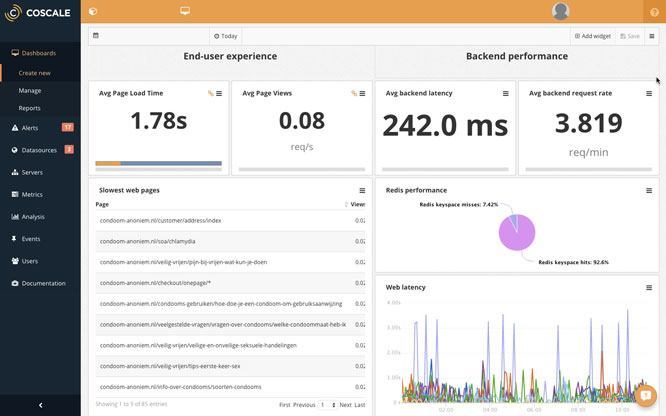 COSCALE
Dashboards
Create new
Manage
Reports
Alerts 17
Datasources 3
Servers
Metrics
Analysis
Events
Users
Documentation
Today
Add widget
Save
End-user experience
Backend performance
Avg Page Load Time
1.78s
Avg Page Views
0.08
req/s
Avg backend latency
242.0 ms
Avg backend request rate
3.819
req/min
Slowest web pages
Page Views
condoom-anoniem.nl/customer/address/index 0.02
condoom-anoniem.nl/soa/chlamydia 0.02
condoom-anoniem.nl/veilig-vrijen/pijn-bij-vrijen-wat-kun-je-doen 0.02
condoom-anoniem.nl/checkout/onepage/* 0.02
condoom-anoniem.nl/condooms-gebruiken/hoe-doe-je-een-condoom-om-gebruiksaanwijzing 0.02
condoom-anoniem.nl/veelgestelde-vragen/vragen-over-condooms/welke-condoommaat-heb-ik 0.02
condoom-anoniem.nl/veilig-vrijen/veilige-en-onveilige-seksuele-handelingen 0.02
condoom-anoniem.nl/veilig-vrijen/tips-eerste-keer-sex 0.02
condoom-anoniem.nl/info-over-condooms/soorten-condooms 0.02
Showing 1 to 9 of 85 entries
First Previous 1 Next Last
Redis performance
Redis keyspace misses: 7.42%
Redis keyspace hits: 92.6%
Web latency
4.00s
3.00s
2.00s
1.00s
0.00s
02:00 04:00 06:00 08:00 10:00